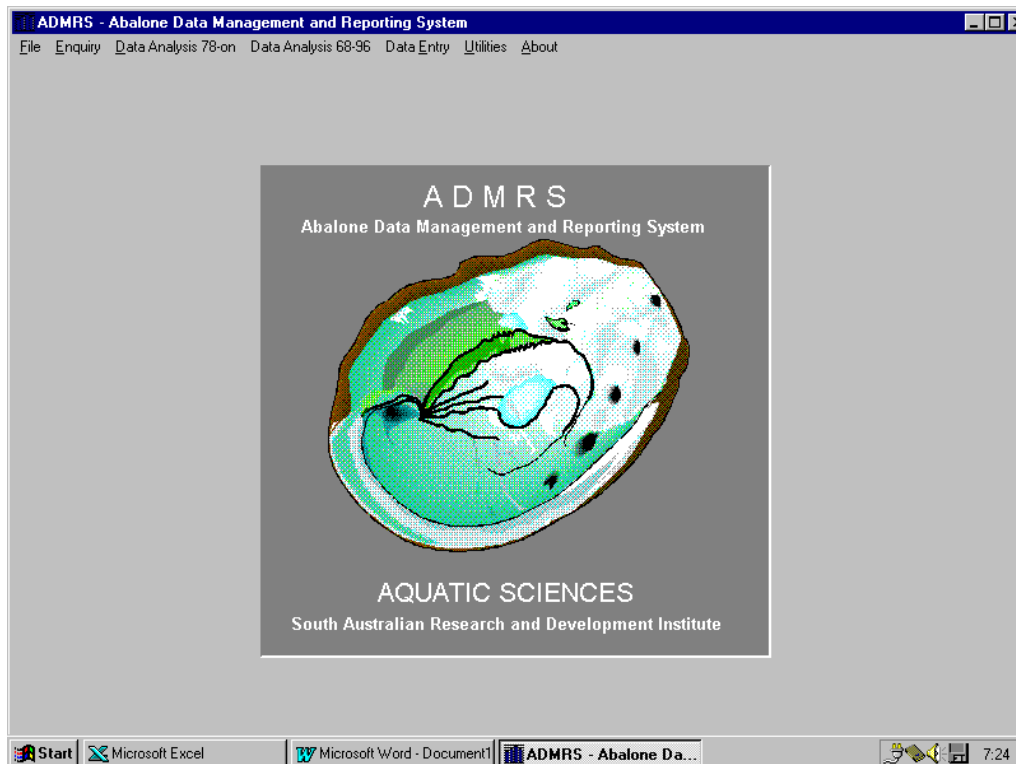 ADMRS - Abalone Data Management and Reporting System
File Enquiry Data Analysis 78-on Data Analysis 68-96 Data Entry Utilities About
A D M R S
Abalone Data Management and Reporting System
AQUATIC SCIENCES
South Australian Research and Development Institute
Start Microsoft Excel Microsoft Word - Document1 ADMRS - Abalone Da... 7:24